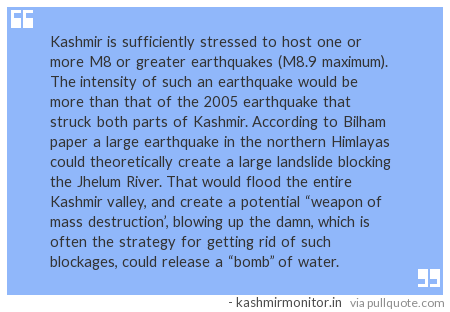 Kashmir is sufficiently stressed to host one or
more M8 or greater earthquakes (M8.9 maximum).
The intensity of such an earthquake would be
more than that of the 2005 earthquake that
struck both parts of Kashmir. According to Bilham
paper a large earthquake in the northern Himlayas
could theoretically create a large landslide blocking
the Jhelum River. That would flood the entire
Kashmir valley, and create a potential “weapon of
mass destruction’, blowing up the damn, which is
often the strategy for getting rid of such
blockages, could release a “bomb” of water.
- kashmirmonitor.in via pullquote.com